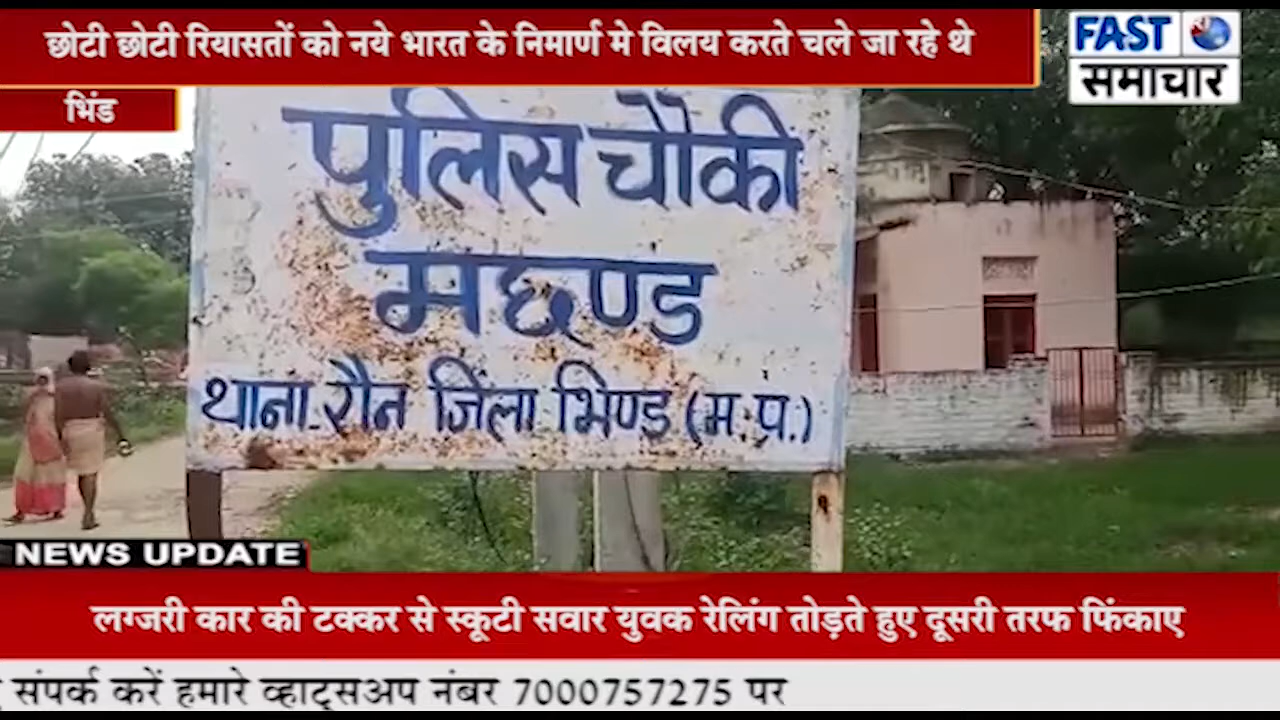 छोटी छोटी रियासतों को नये भारत के निमार्ण मे विलय करते चले जा रहे थे
FAST
समाचार
भिंड
पुलिस चौकी
मछण्ड
थाना-रौन जिला भिण्ड (म.प्र.)
NEWS UPDATE
लग्जरी कार की टक्कर से स्कूटी सवार युवक रेलिंग तोड़ते हुए दूसरी तरफ फिंकाए
संपर्क करें हमारे व्हाट्सअप नंबर 7000757275 पर